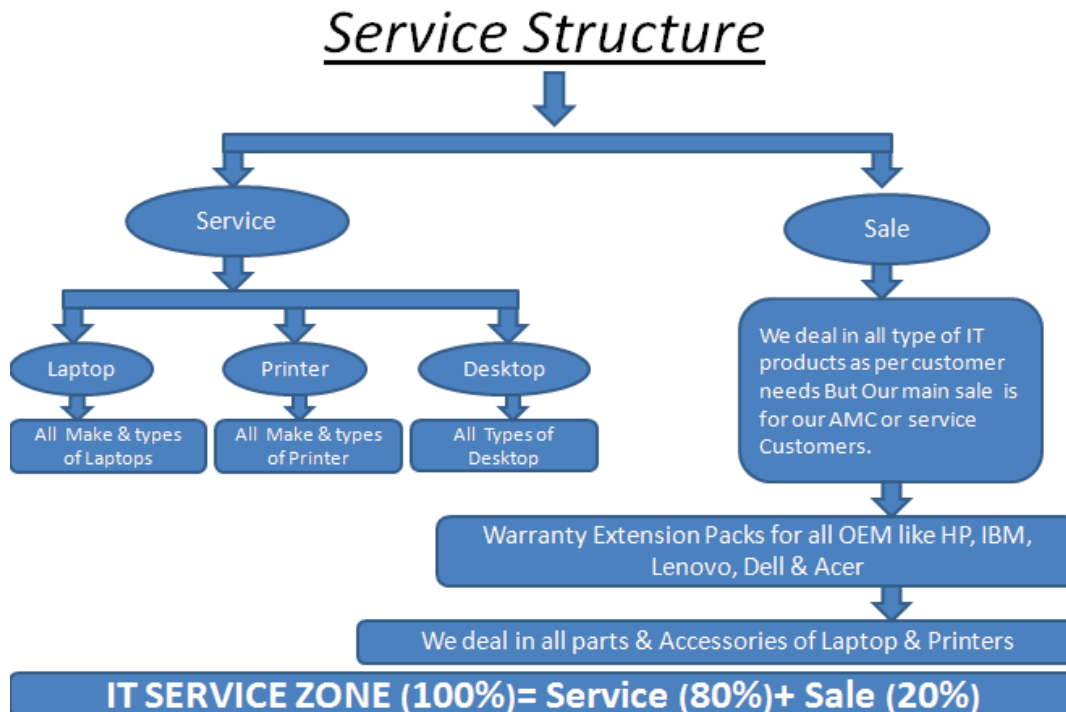 Service Structure
Service
Sale
Laptop
Printer
Desktop
All Make & types
of Laptops
All Make & types
of Printer
All Types of
Desktop
We deal in all type of IT
products as per customer
needs But Our main sale is
for our AMC or service
Customers.
Warranty Extension Packs for all OEM like HP, IBM,
Lenovo, Dell & Acer
We deal in all parts & Accessories of Laptop & Printers
IT SERVICE ZONE (100%)= Service (80%)+ Sale (20%)